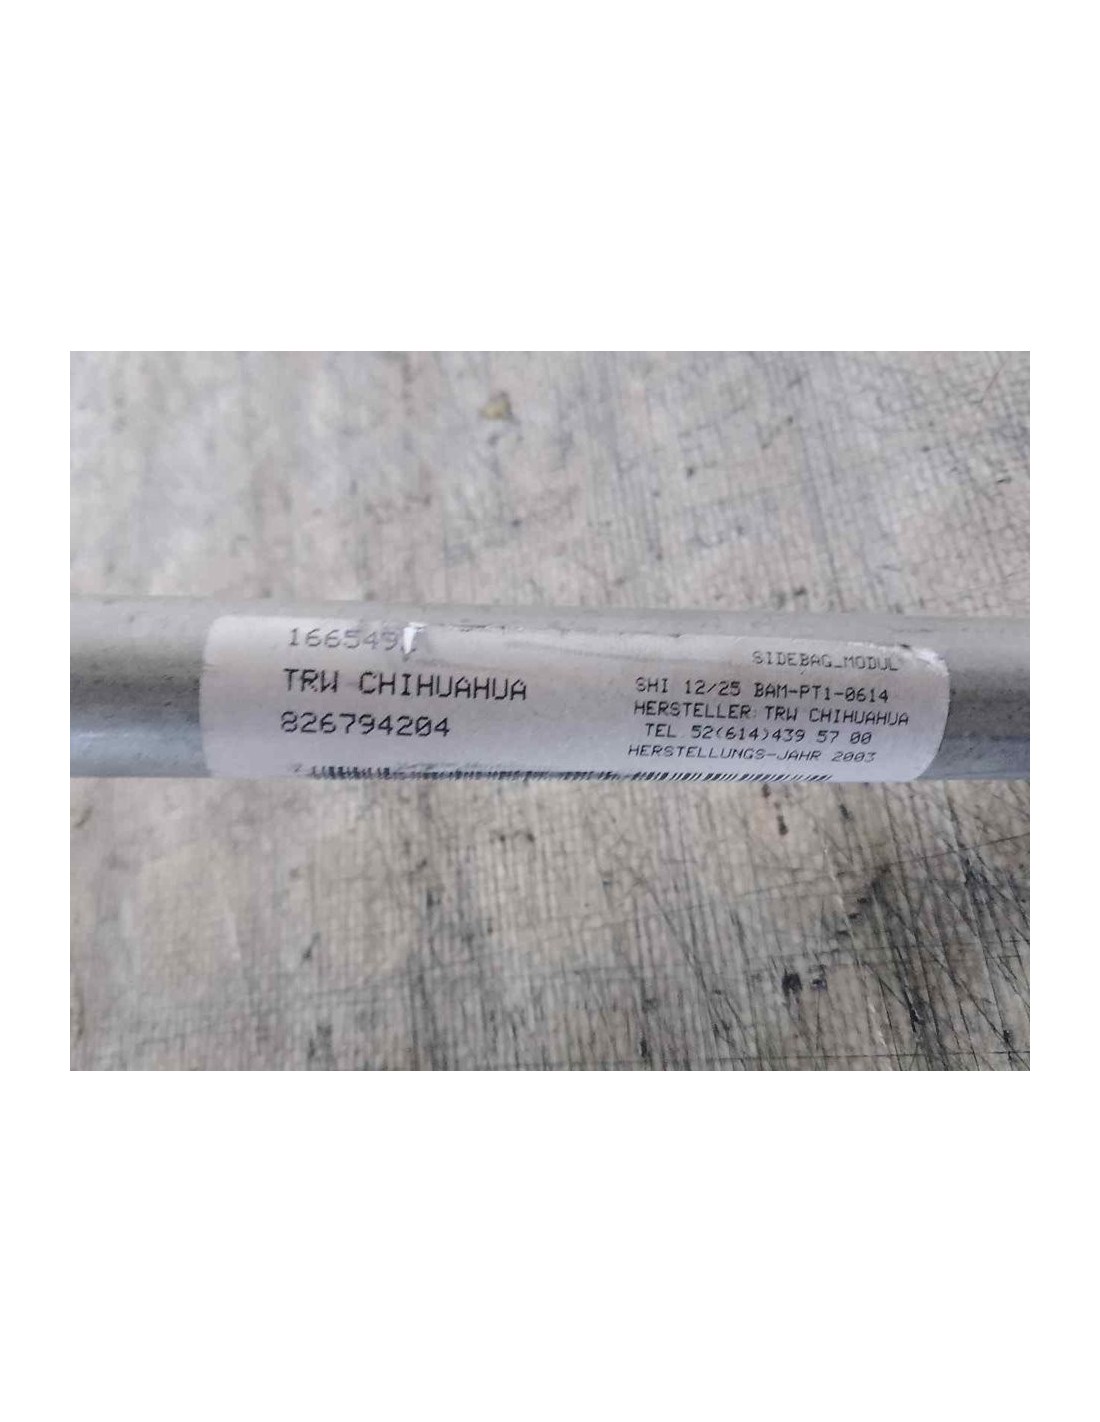 TRW CHIHUAHUA
826794204
SIDEBAG_MODUL
SHI 12/25 BAM-PT1-0614
HERSTELLER: TRW CHIHUAHUA
TEL 52(614)439 57 00
HERSTELLUNGS-JAHR 2003